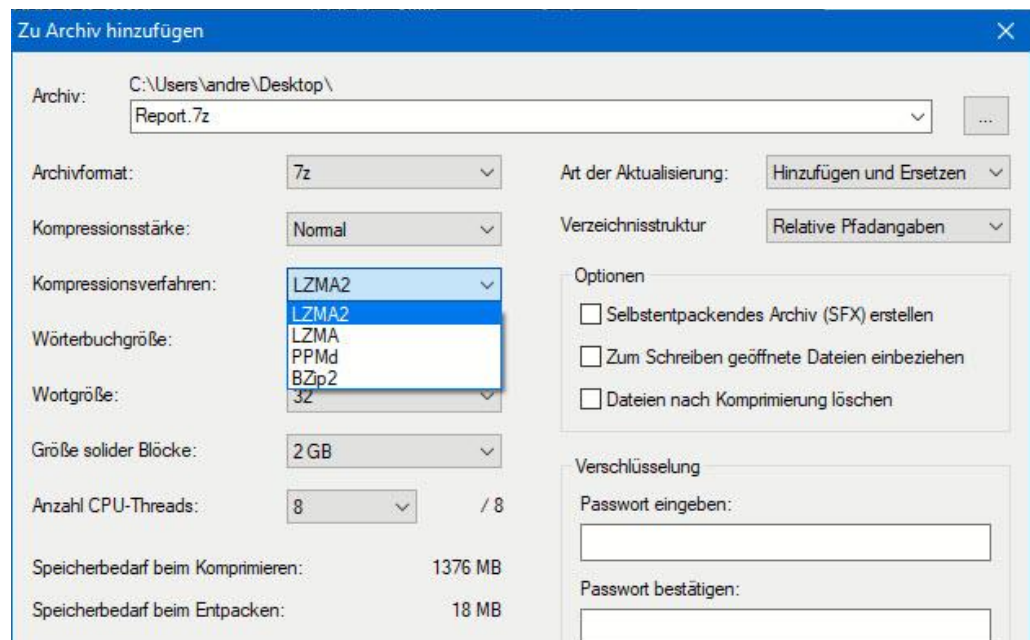 Zu Archiv hinzufügen
Archiv:
C:\Users\andre\Desktop\
Report.7z
...
Archivformat:
7z
Kompressionsstärke:
Normal
Kompressionsverfahren:
LZMA2
LZMA2
LZMA
PPMd
BZip2
Wörterbuchgröße:
Wortgröße:
32
Größe solider Blöcke:
2 GB
Anzahl CPU-Threads:
8
/ 8
Speicherbedarf beim Komprimieren:
1376 MB
Speicherbedarf beim Entpacken:
18 MB
Art der Aktualisierung:
Hinzufügen und Ersetzen
Verzeichnisstruktur
Relative Pfadangaben
Optionen
Selbstentpackendes Archiv (SFX) erstellen
Zum Schreiben geöffnete Dateien einbeziehen
Dateien nach Komprimierung löschen
Verschlüsselung
Passwort eingeben:
Passwort bestätigen: